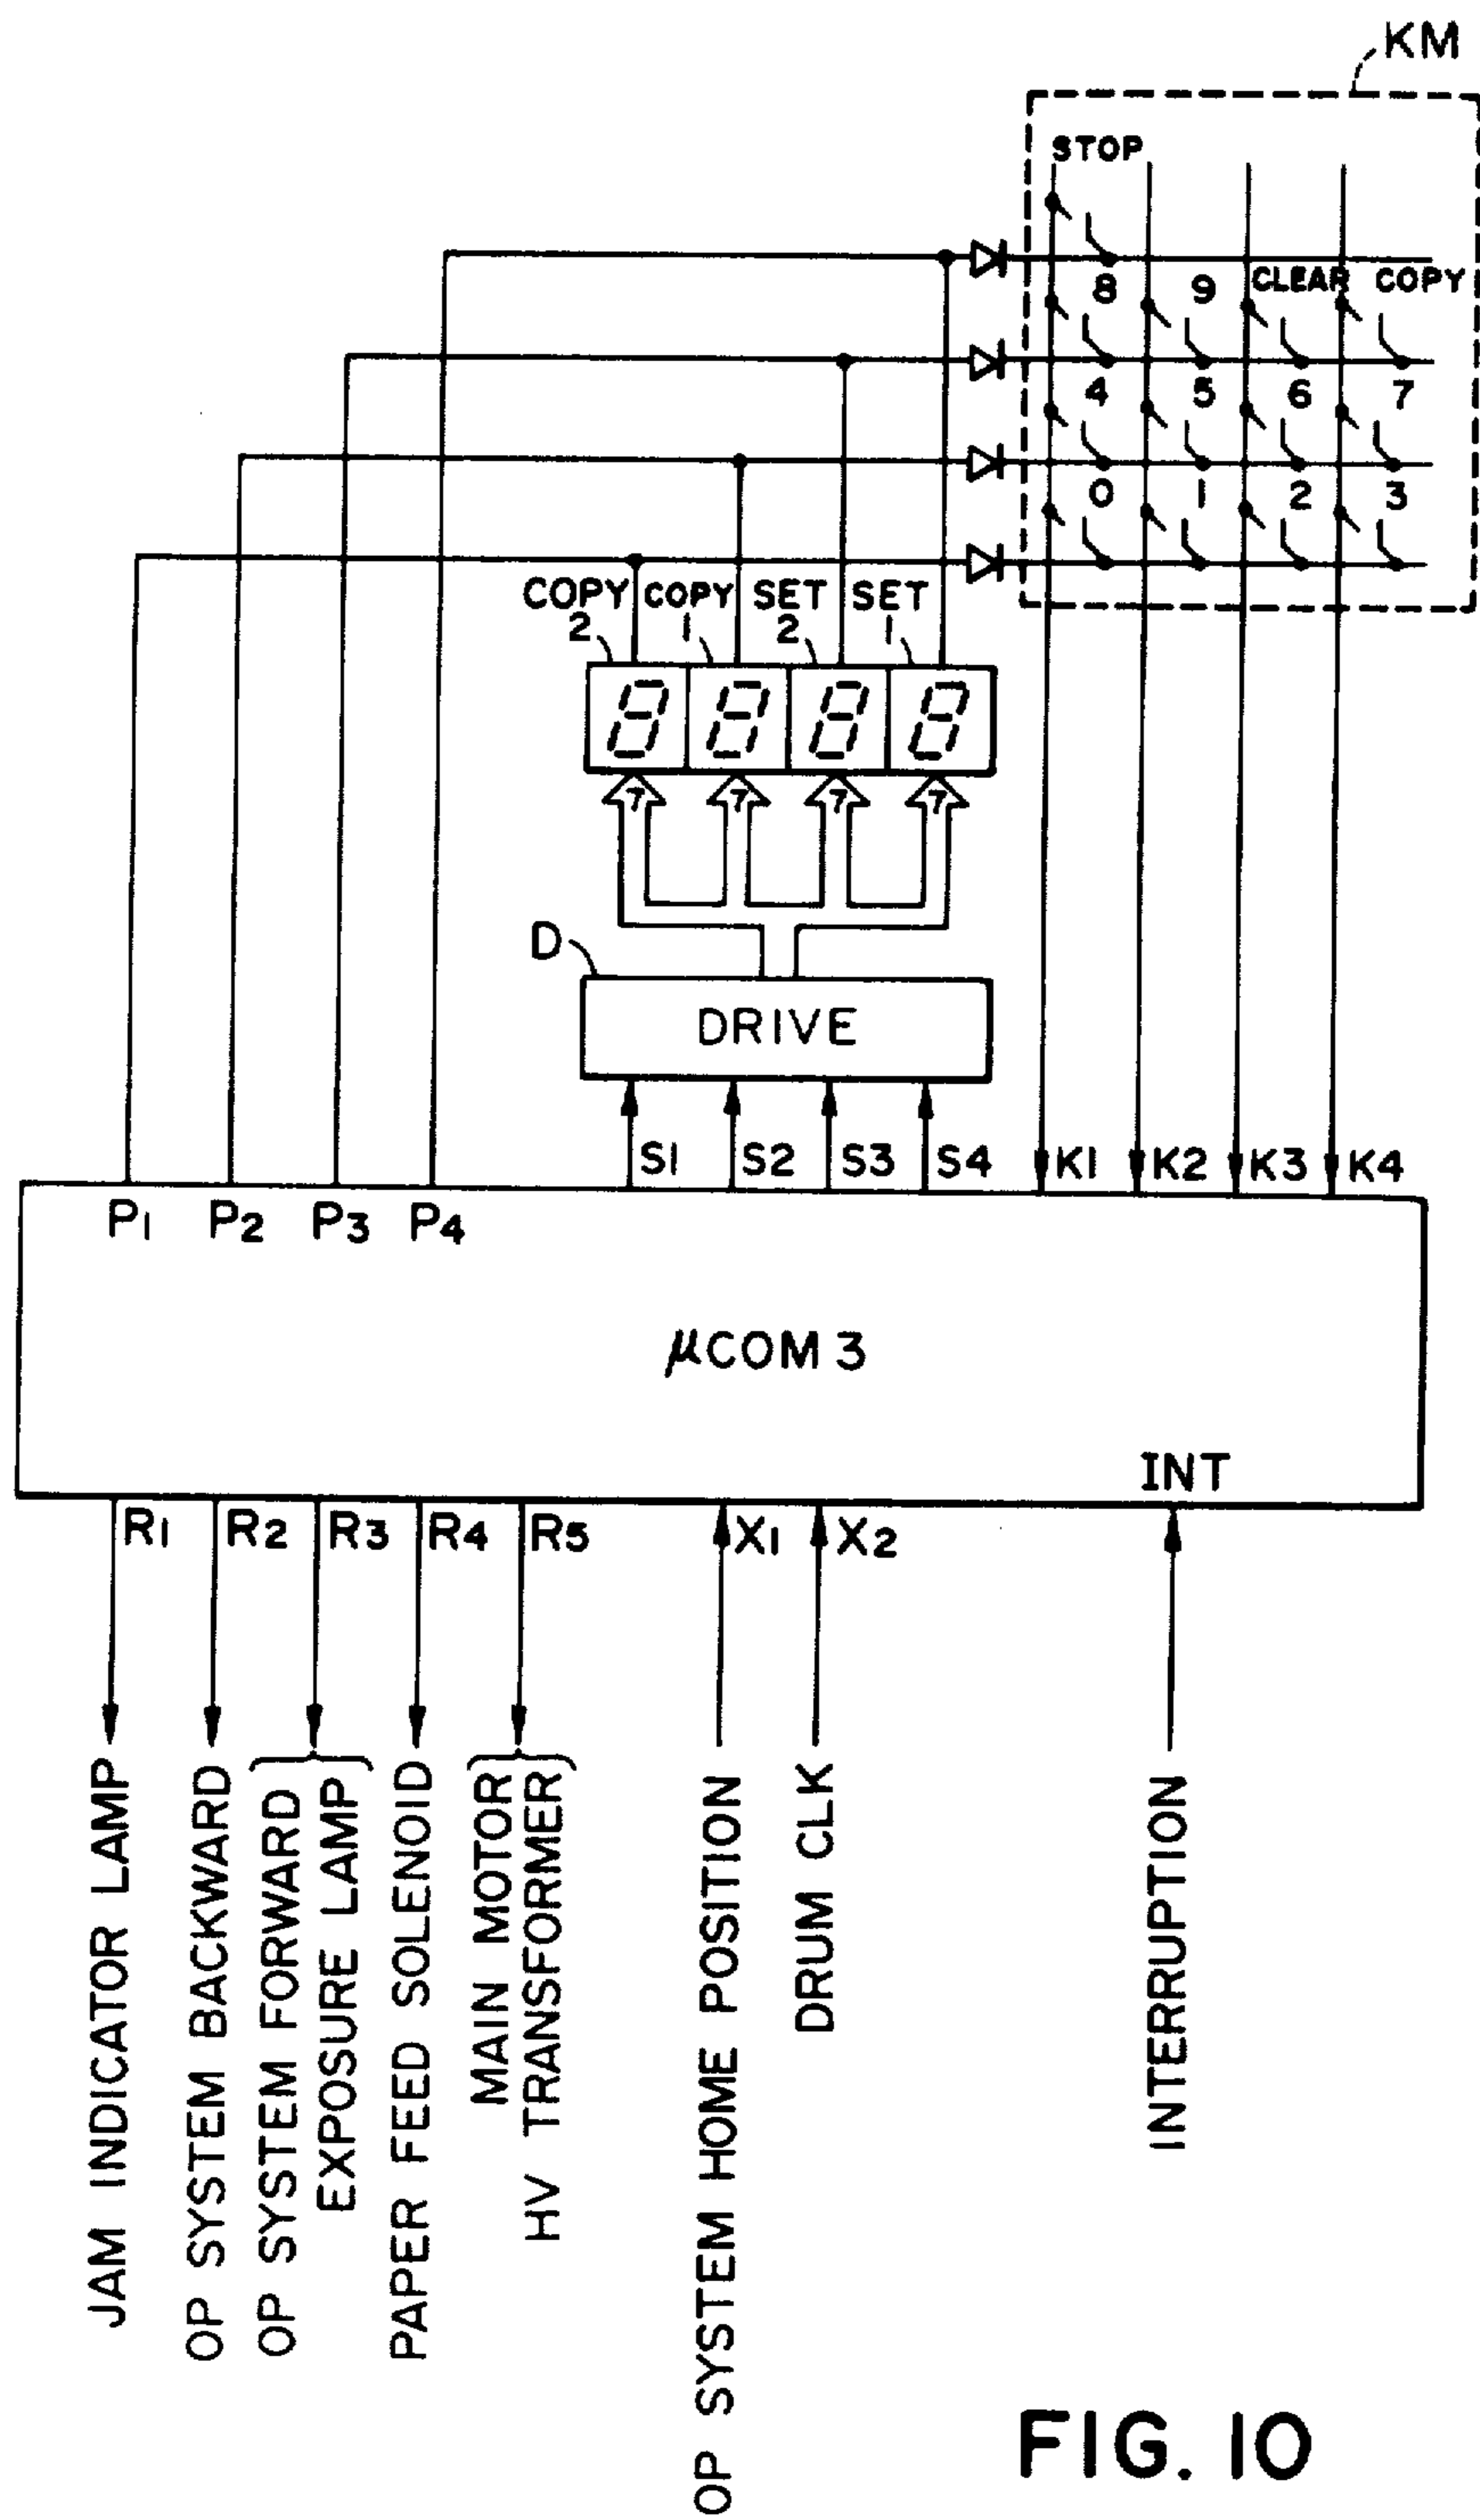 KM
STOP
8 9 CLEAR COPY
4 5 6 7
0 1 2 3
COPY COPY SET SET
2 1 2 1
7 7 7 7
D
DRIVE
S1 S2 S3 S4 K1 K2 K3 K4
P1 P2 P3 P4
μCOM 3
INT
R1 R2 R3 R4 R5 X1 X2
JAM INDICATOR LAMP
OP SYSTEM BACKWARD
OP SYSTEM FORWARD
EXPOSURE LAMP
PAPER FEED SOLENOID
MAIN MOTOR
HV TRANSFORMER
OP SYSTEM HOME POSITION
DRUM CLK
INTERRUPTION
FIG. 10